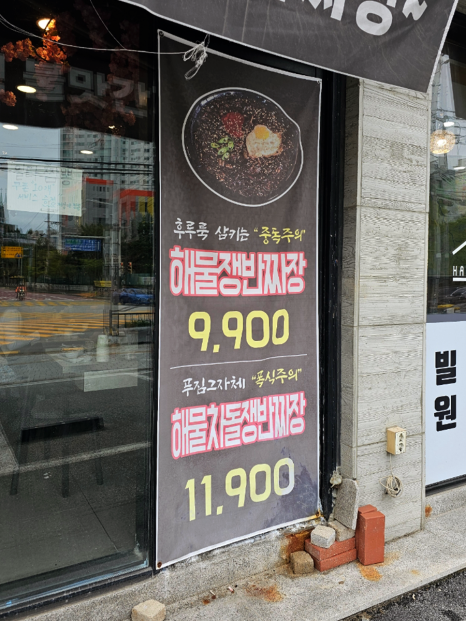 후루룩 삼키는 "중독주의"
해물쟁반짜장
9,900
푸짐그자체 "폭식주의"
해물차돌쟁반짜장
11,900
빌
원